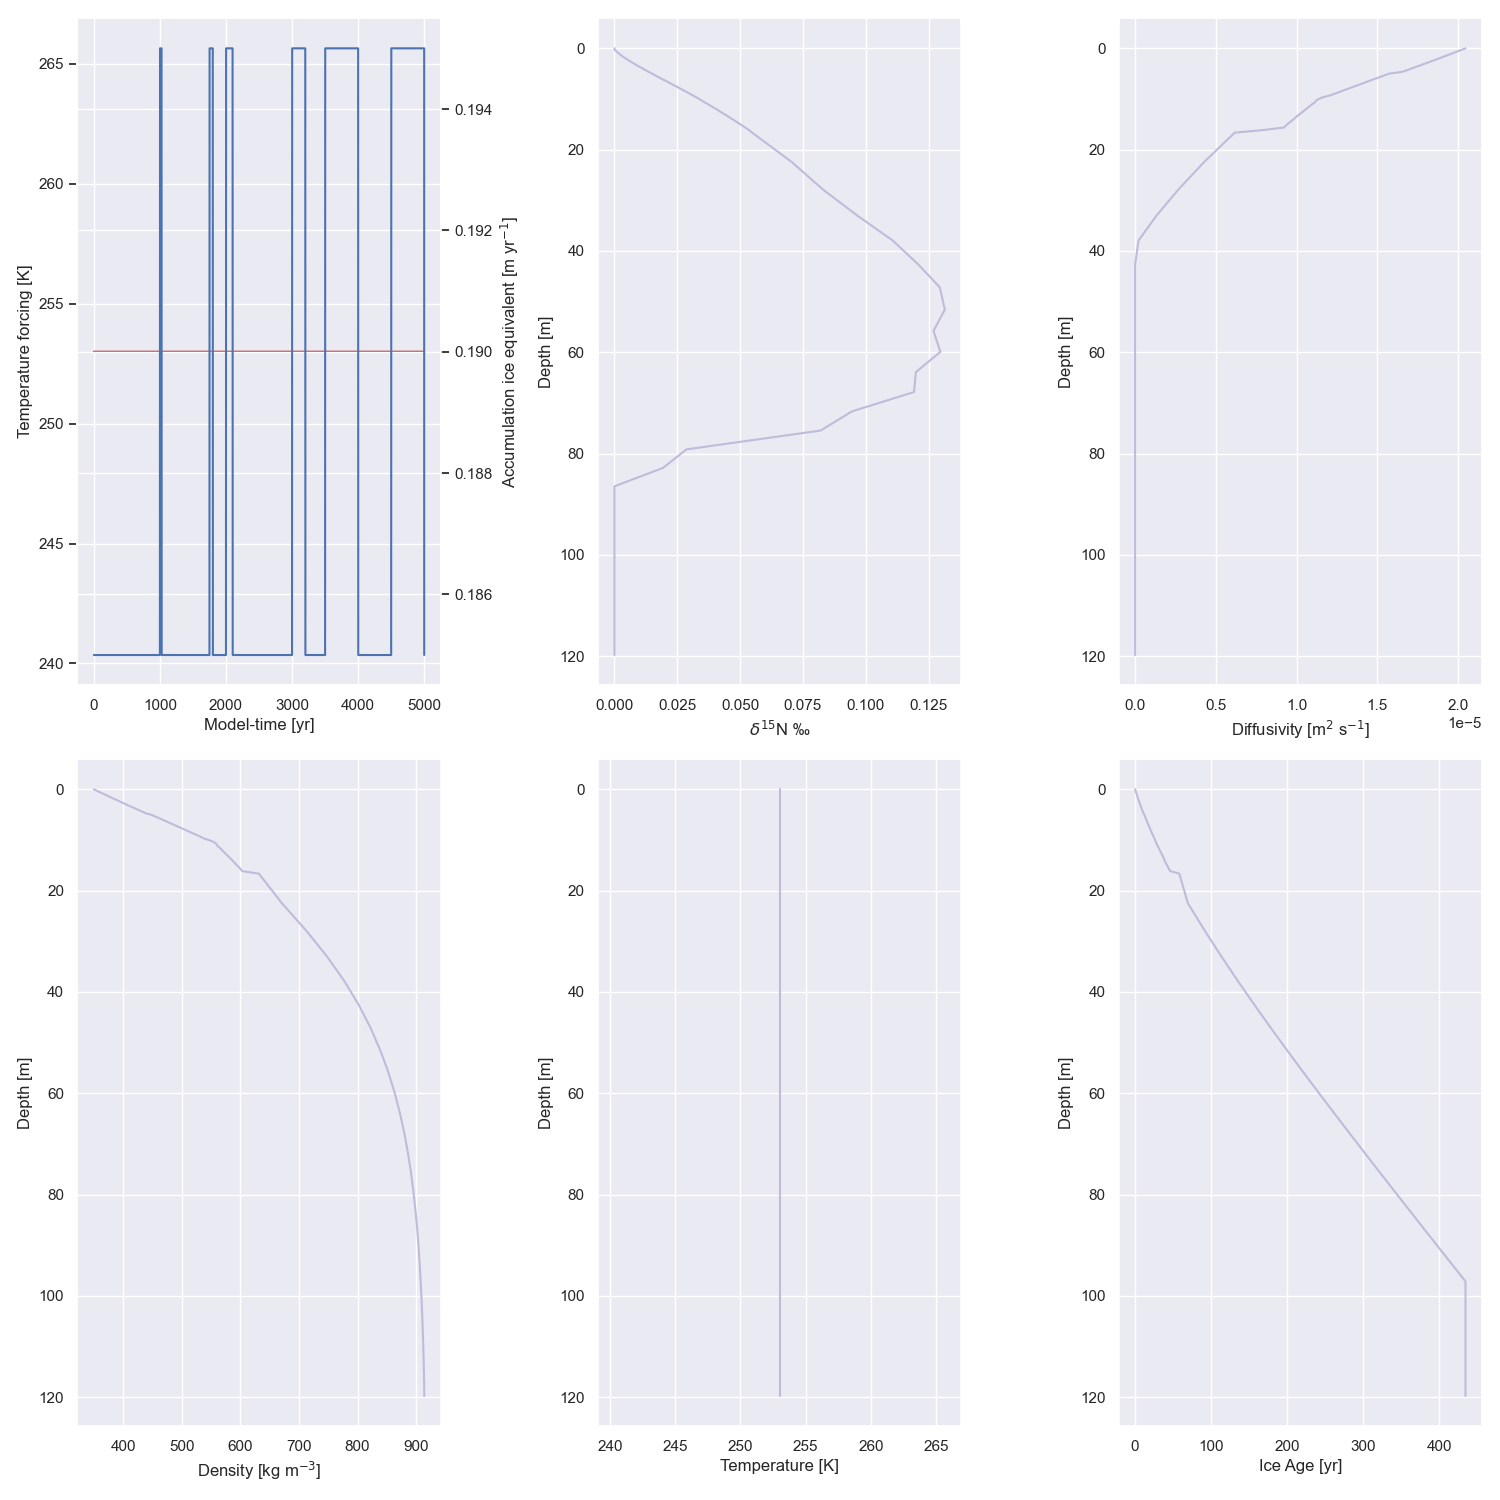 265
260
255
250
245
240
Temperature forcing [K]
0.194
0.192
0.190
0.188
0.186
Accumulation ice equivalent [m yr⁻¹]
0 1000 2000 3000 4000 5000
Model-time [yr]
0
20
40
60
80
100
120
Depth [m]
0.000 0.025 0.050 0.075 0.100 0.125
δ¹⁵N ‰
0
20
40
60
80
100
120
Depth [m]
0.0 0.5 1.0 1.5 2.0
1e−5
Diffusivity [m² s⁻¹]
0
20
40
60
80
100
120
Depth [m]
400 500 600 700 800 900
Density [kg m⁻³]
0
20
40
60
80
100
120
Depth [m]
240 245 250 255 260 265
Temperature [K]
0
20
40
60
80
100
120
Depth [m]
0 100 200 300 400
Ice Age [yr]